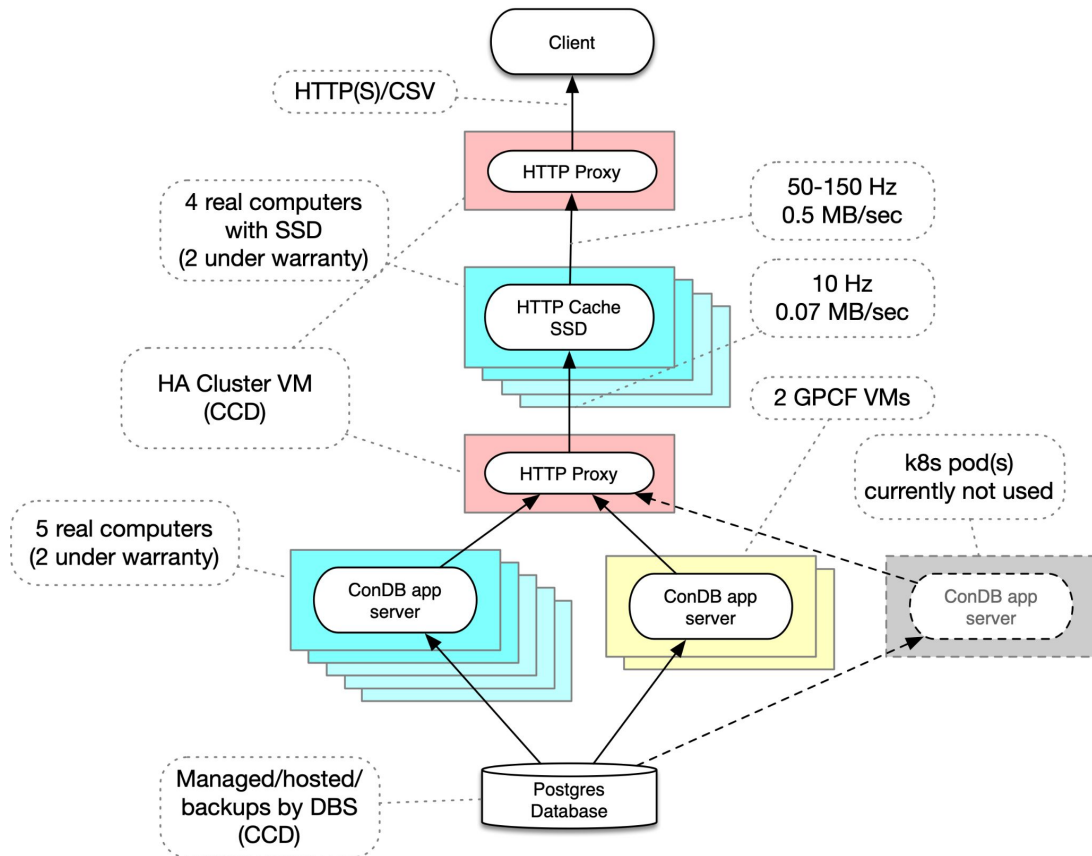 Client
HTTP(S)/CSV
HTTP Proxy
4 real computers
with SSD
(2 under warranty)
50-150 Hz
0.5 MB/sec
HTTP Cache
SSD
10 Hz
0.07 MB/sec
HA Cluster VM
(CCD)
2 GPCF VMs
HTTP Proxy
k8s pod(s)
currently not used
5 real computers
(2 under warranty)
ConDB app
server
ConDB app
server
ConDB app
server
Managed/hosted/
backups by DBS
(CCD)
Postgres
Database